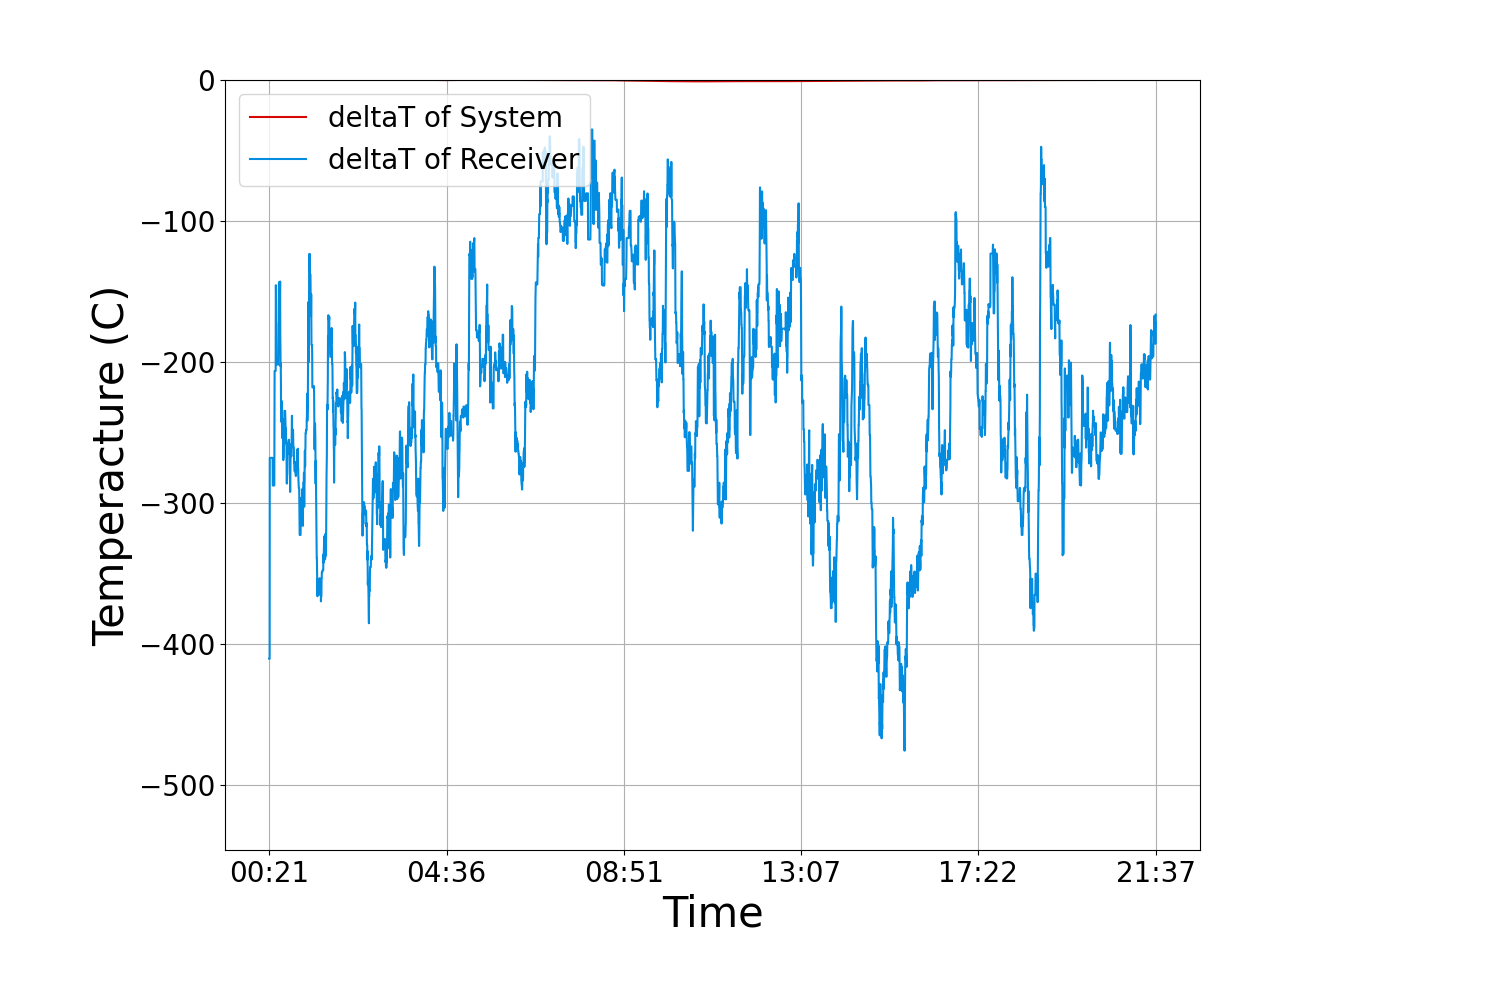 deltaT of System
deltaT of Receiver
0
−100
−200
−300
−400
−500
Temperacture (C)
00:21 04:36 08:51 13:07 17:22 21:37
Time